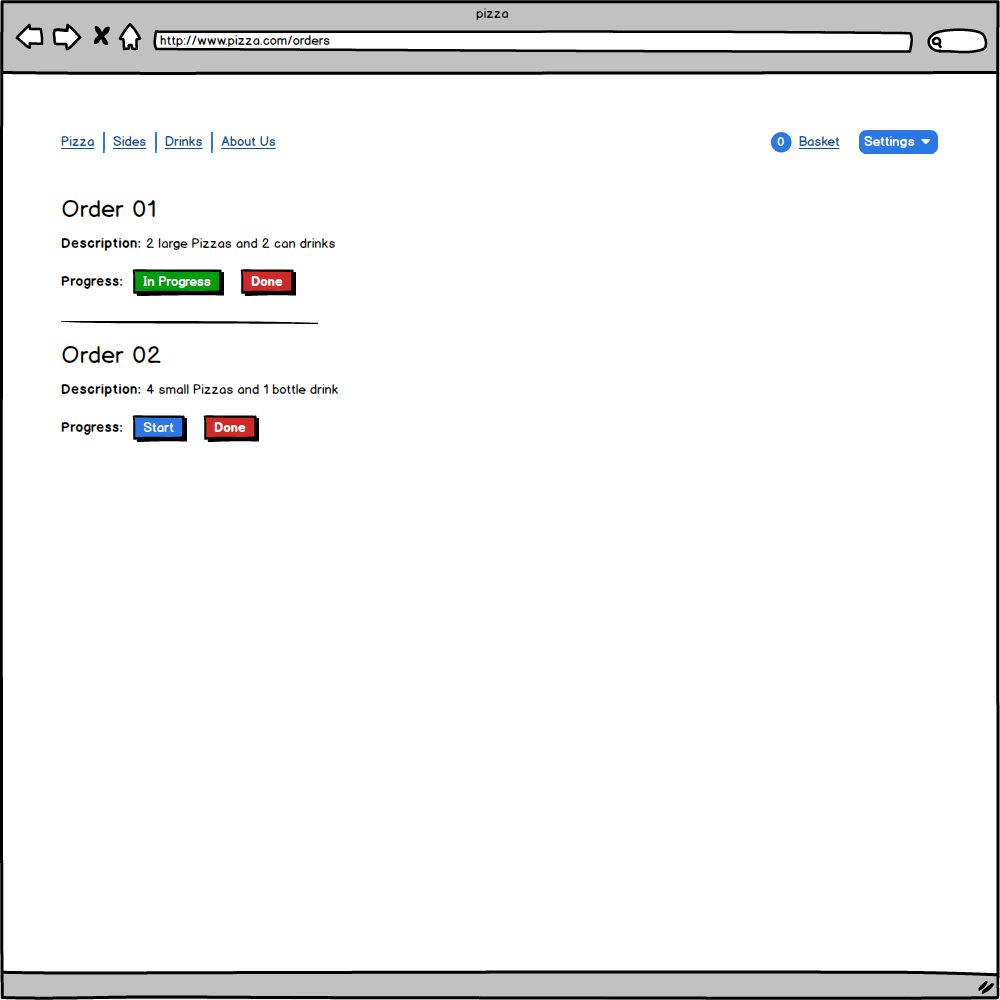 pizza
http://www.pizza.com/orders
Pizza Sides Drinks About Us 0 Basket Settings
Order 01
Description: 2 large Pizzas and 2 can drinks
Progress: In Progress Done
Order 02
Description: 4 small Pizzas and 1 bottle drink
Progress: Start Done